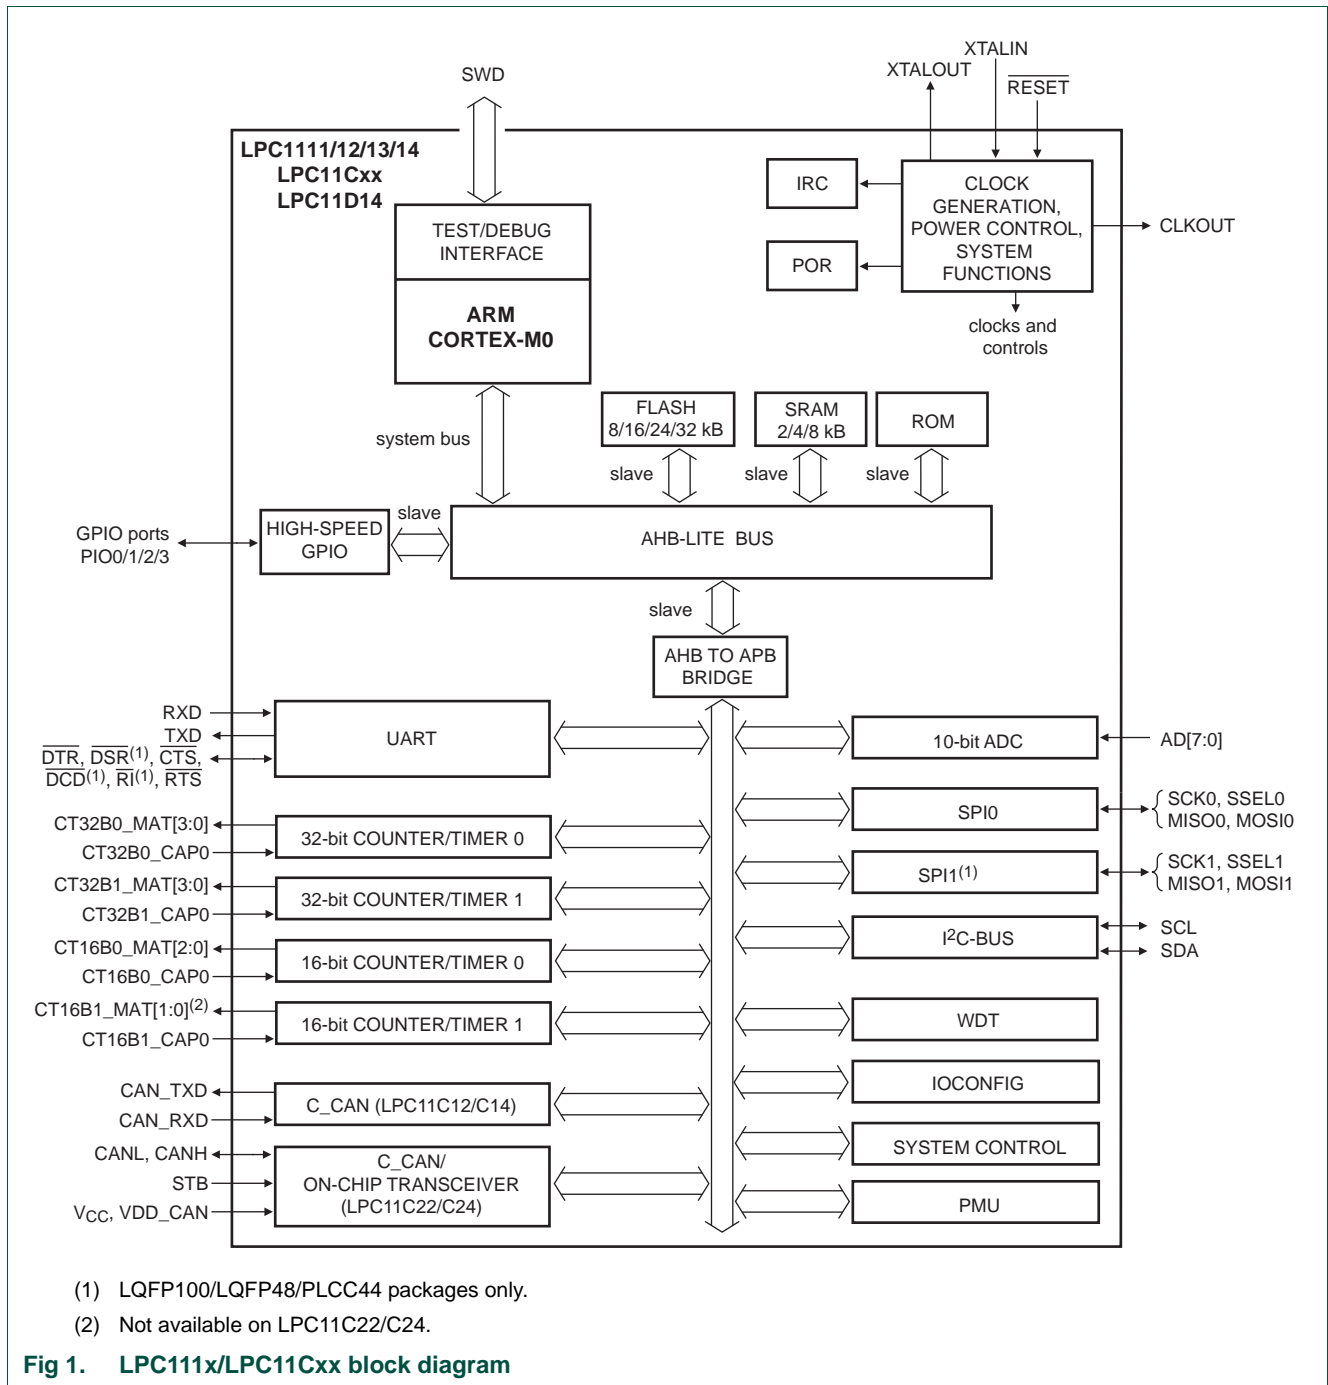 XTALIN
XTALOUT
RESET
SWD
LPC1111/12/13/14
LPC11Cxx
LPC11D14
IRC
POR
CLOCK
GENERATION,
POWER CONTROL,
SYSTEM
FUNCTIONS
CLKOUT
clocks and
controls
TEST/DEBUG
INTERFACE
ARM
CORTEX-M0
system bus
FLASH
8/16/24/32 kB
SRAM
2/4/8 kB
ROM
slave
slave
slave
slave
GPIO ports
PIO0/1/2/3
HIGH-SPEED
GPIO
AHB-LITE BUS
slave
AHB TO APB
BRIDGE
RXD
TXD
DTR, DSR(1), CTS,
DCD(1), RI(1), RTS
UART
10-bit ADC
AD[7:0]
CT32B0_MAT[3:0]
CT32B0_CAP0
32-bit COUNTER/TIMER 0
SPI0
SCK0, SSEL0
MISO0, MOSI0
CT32B1_MAT[3:0]
CT32B1_CAP0
32-bit COUNTER/TIMER 1
SPI1(1)
SCK1, SSEL1
MISO1, MOSI1
CT16B0_MAT[2:0]
CT16B0_CAP0
16-bit COUNTER/TIMER 0
I2C-BUS
SCL
SDA
CT16B1_MAT[1:0](2)
CT16B1_CAP0
16-bit COUNTER/TIMER 1
WDT
IOCONFIG
CAN_TXD
CAN_RXD
C_CAN (LPC11C12/C14)
SYSTEM CONTROL
CANL, CANH
STB
VCC, VDD_CAN
C_CAN/
ON-CHIP TRANSCEIVER
(LPC11C22/C24)
PMU
(1) LQFP100/LQFP48/PLCC44 packages only.
(2) Not available on LPC11C22/C24.
Fig 1. LPC111x/LPC11Cxx block diagram